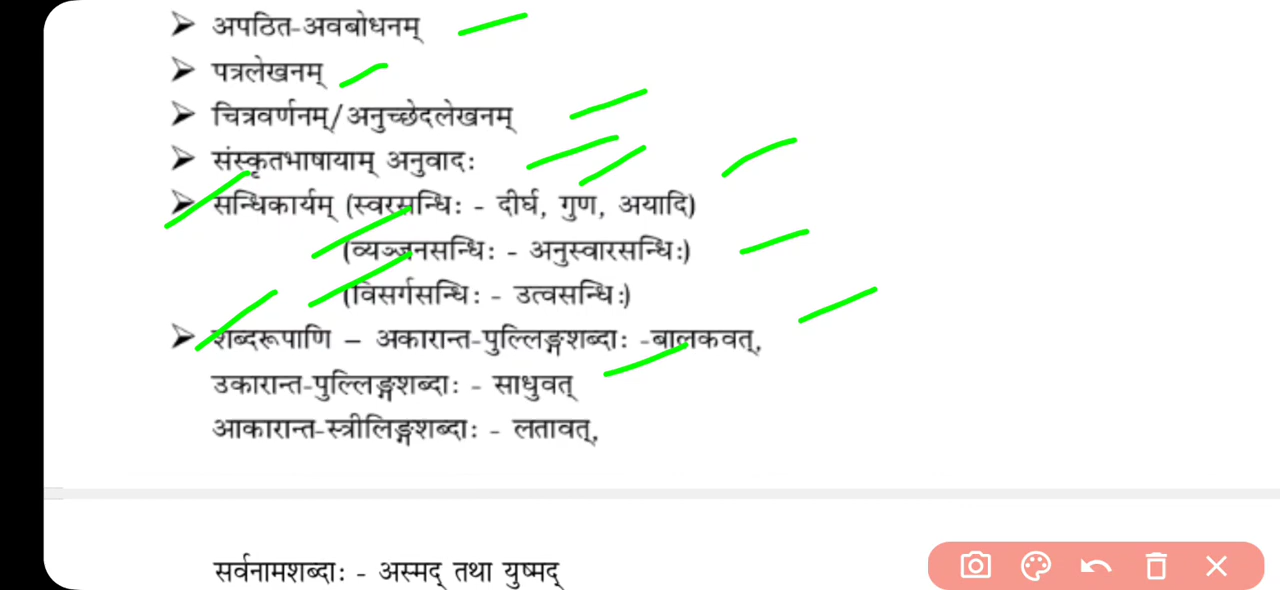 ➤ अपठित-अवबोधनम्
➤ पत्रलेखनम्
➤ चित्रवर्णनम्/अनुच्छेदलेखनम्
➤ संस्कृतभाषायाम् अनुवादः
➤ सन्धिकार्यम् (स्वरसन्धिः - दीर्घ, गुण, अयादि)
(व्यञ्जनसन्धिः - अनुस्वारसन्धिः)
(विसर्गसन्धिः - उत्वसन्धिः)
➤ शब्दरूपाणि – अकारान्त-पुल्लिङ्गशब्दाः -बालकवत्,
उकारान्त-पुल्लिङ्गशब्दाः - साधुवत्
आकारान्त-स्त्रीलिङ्गशब्दाः - लतावत्,
सर्वनामशब्दाः - अस्मद् तथा युष्मद्